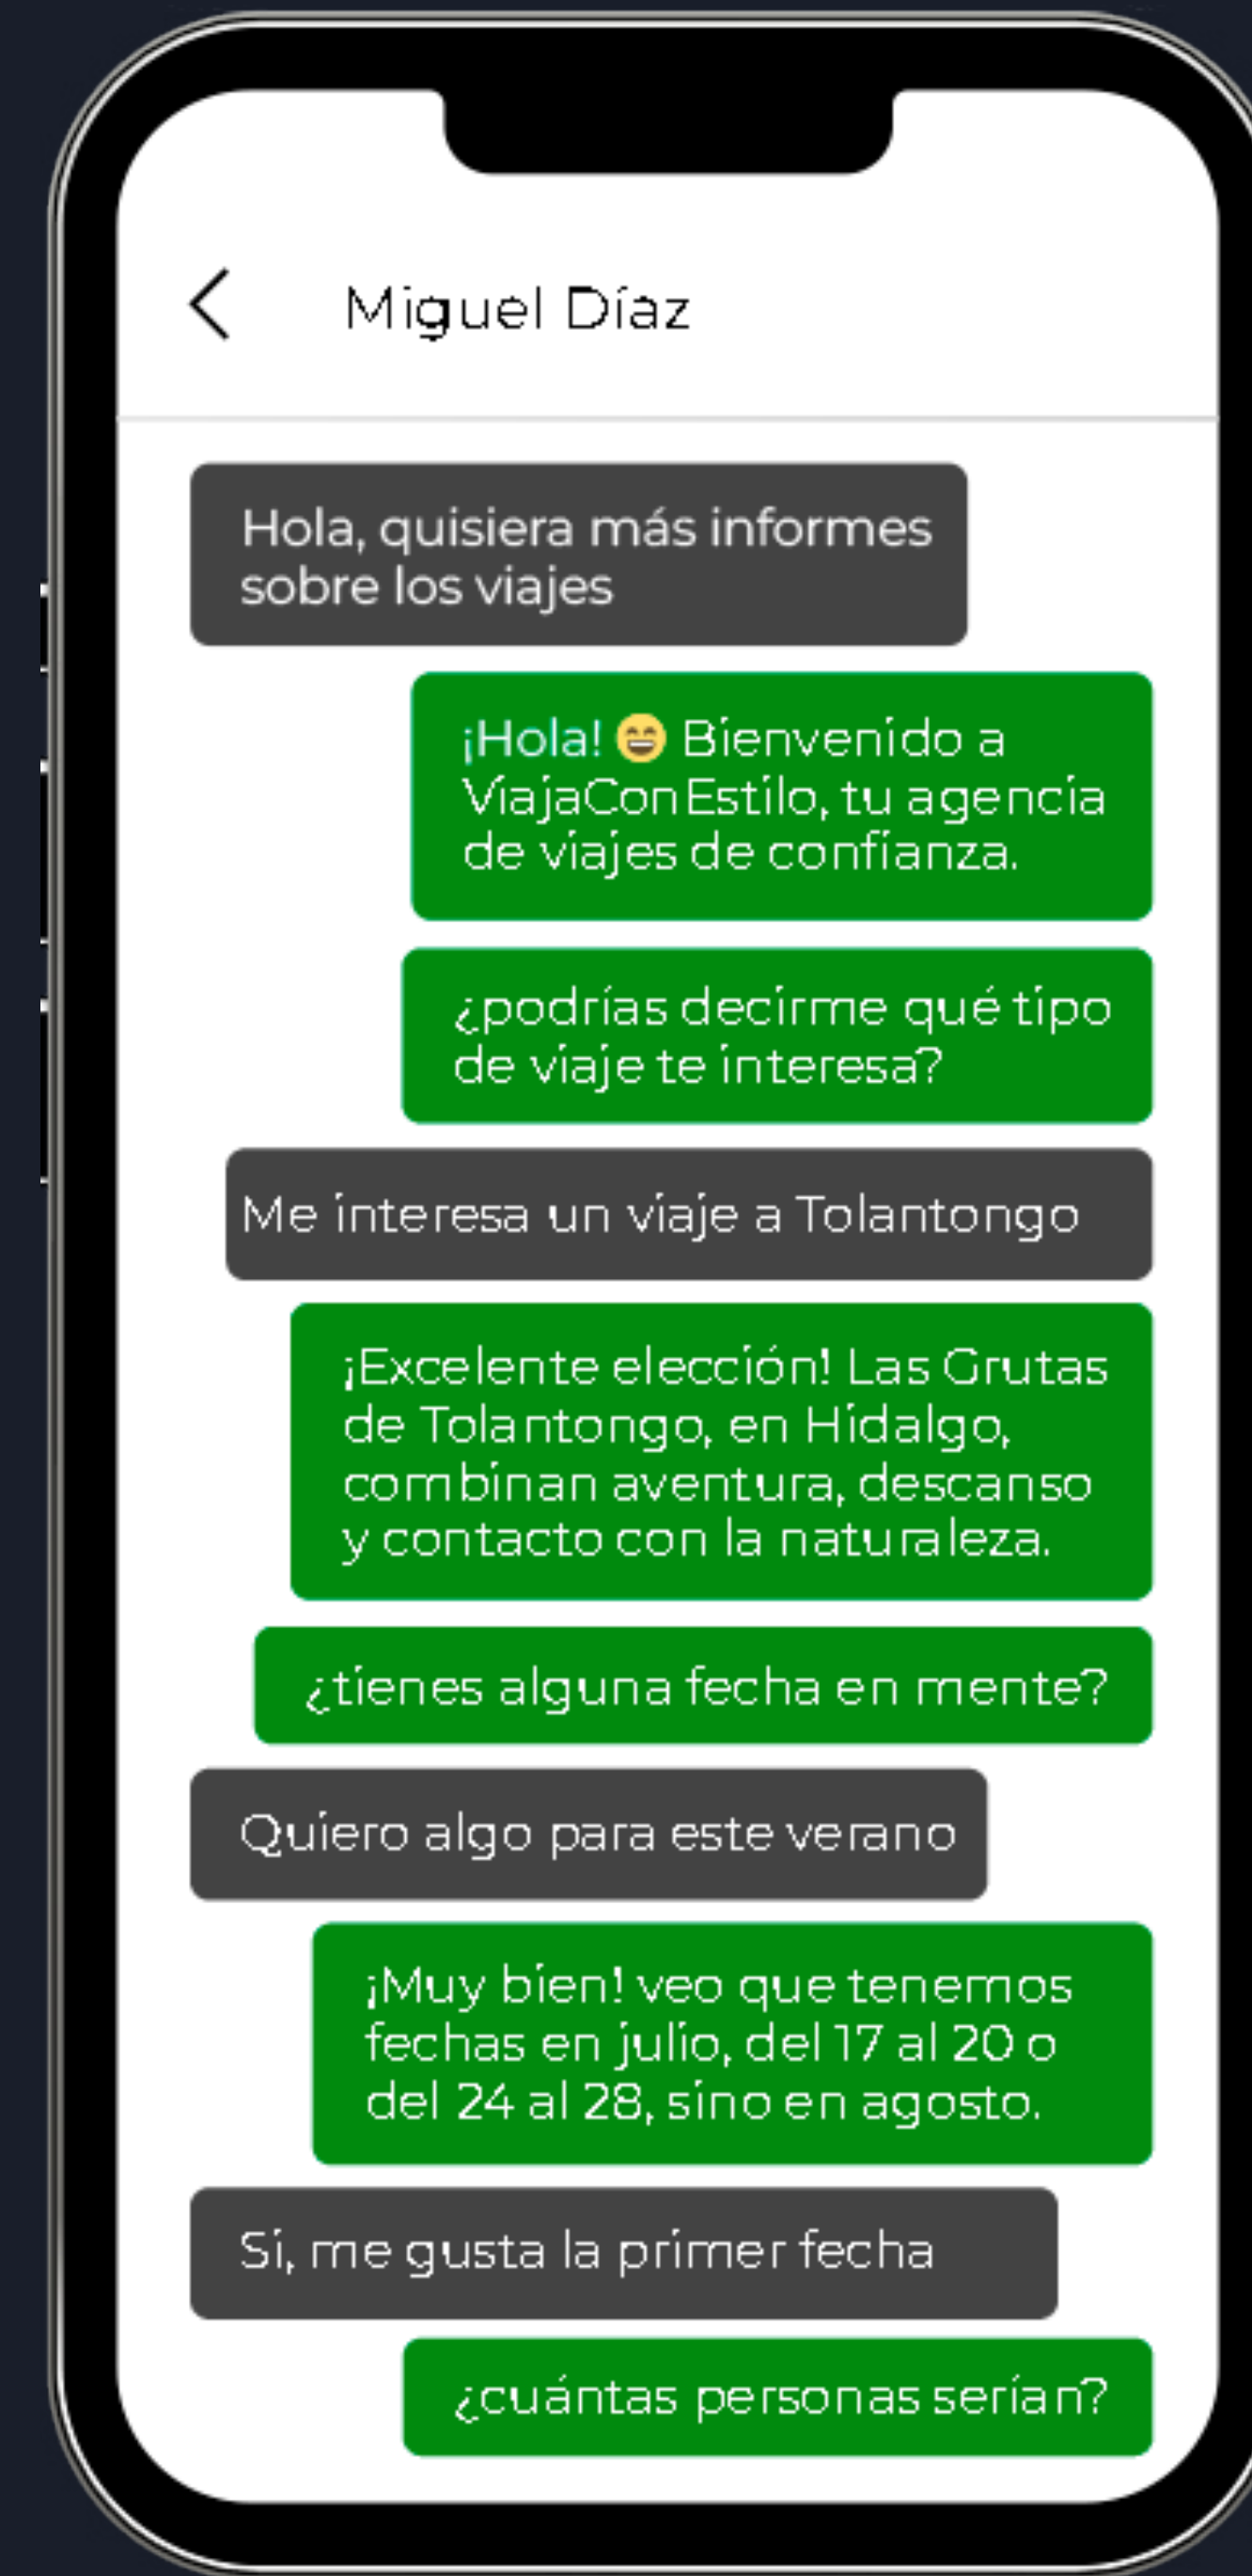 Miguel Díaz
Hola, quisiera más informes
sobre los viajes
¡Hola! 😄 Bienvenido a
ViajaConEstilo, tu agencia
de viajes de confianza.
¿podrías decirme qué tipo
de viaje te interesa?
Me interesa un viaje a Tolantongo
¡Excelente elección! Las Grutas
de Tolantongo, en Hidalgo,
combinan aventura, descanso
y contacto con la naturaleza.
¿tienes alguna fecha en mente?
Quiero algo para este verano
¡Muy bien! veo que tenemos
fechas en julio, del 17 al 20 o
del 24 al 28, sino en agosto.
Sí, me gusta la primer fecha
¿cuántas personas serían?